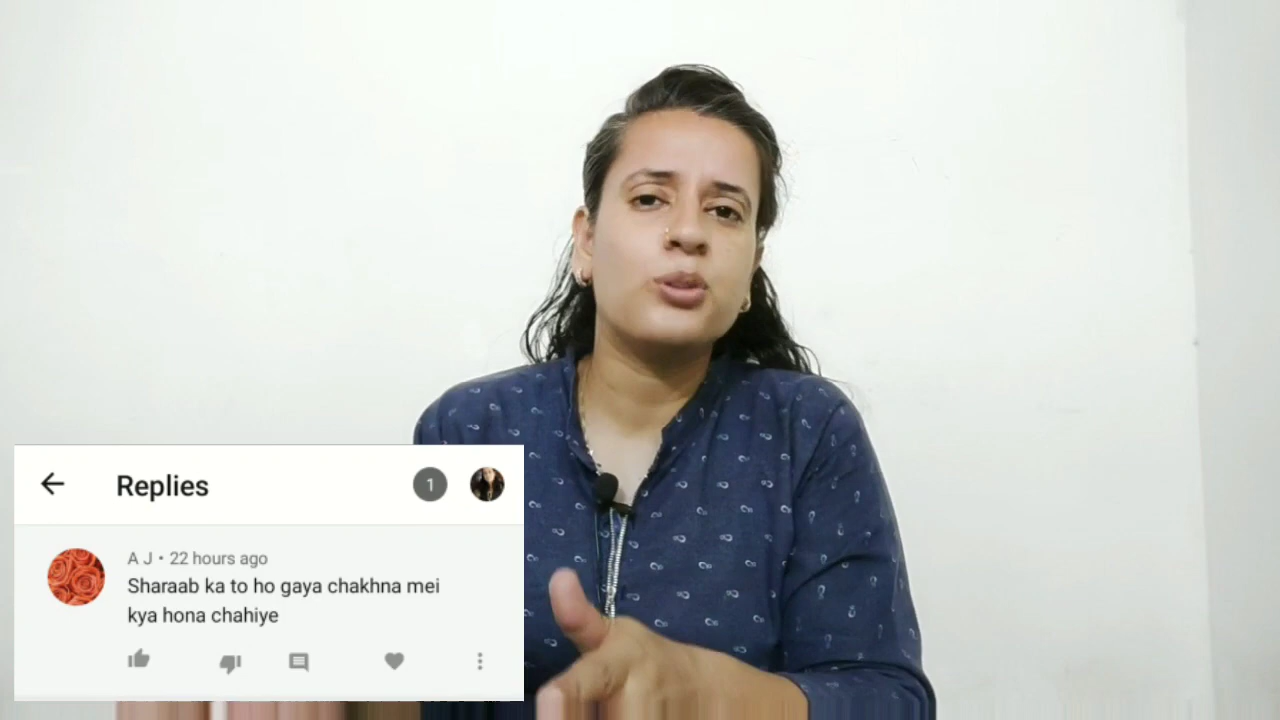 Replies
1
A J • 22 hours ago
Sharaab ka to ho gaya chakhna mei
kya hona chahiye